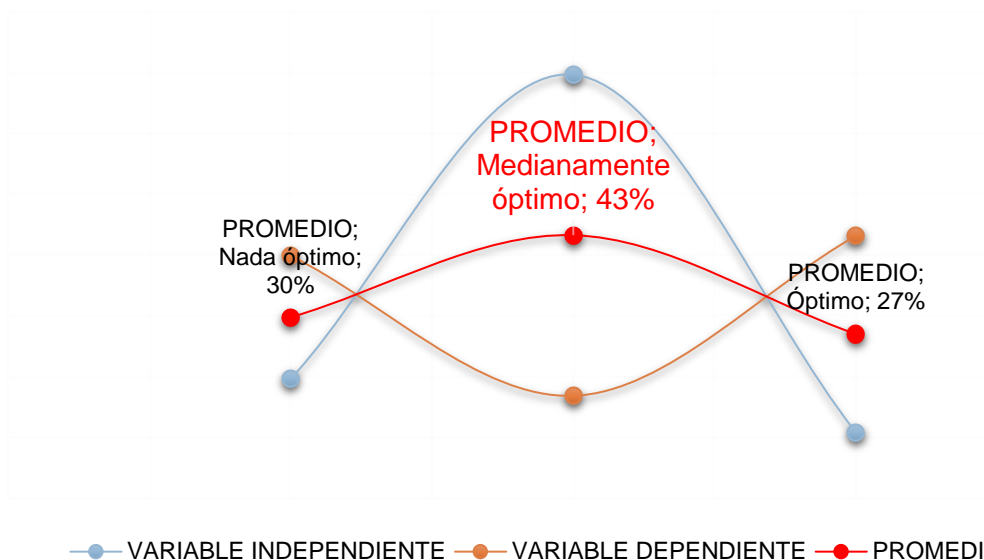 PROMEDIO;
Medianamente
óptimo; 43%
PROMEDIO;
Nada óptimo;
30%
PROMEDIO;
Óptimo; 27%
VARIABLE INDEPENDIENTE VARIABLE DEPENDIENTE PROMEDI